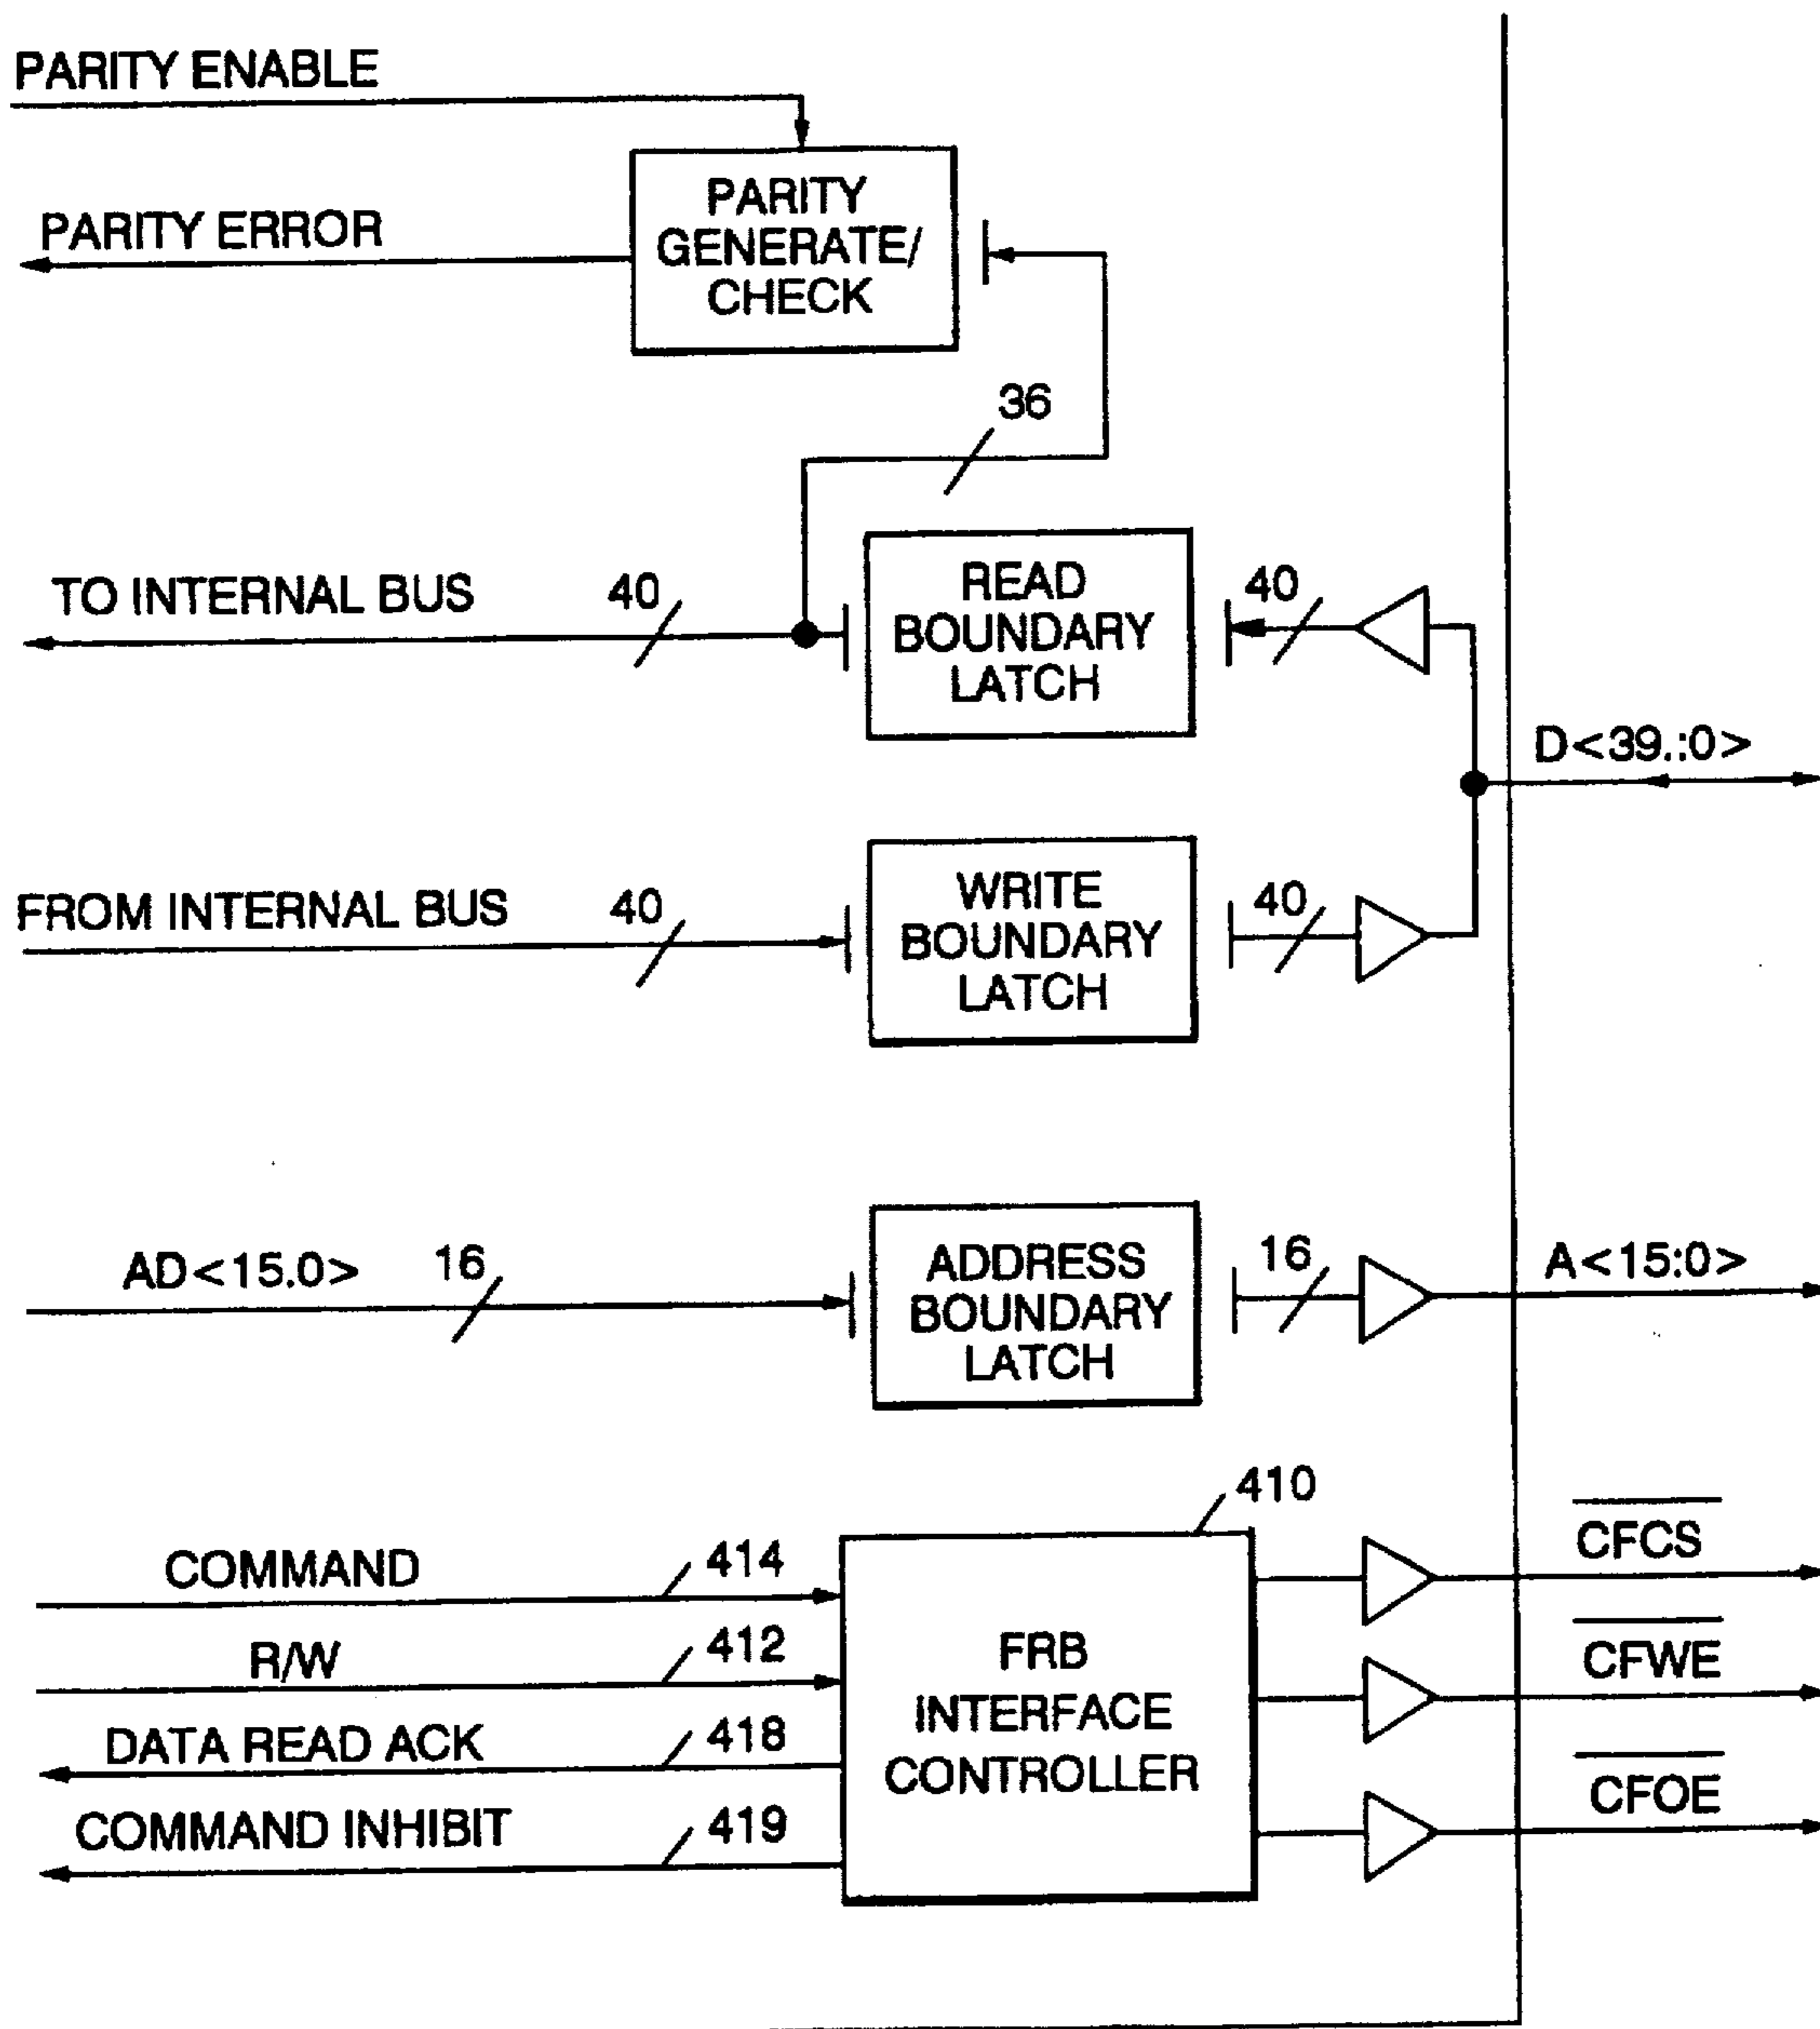 PARITY ENABLE
PARITY
GENERATE/
CHECK
PARITY ERROR
36
TO INTERNAL BUS
40
READ
BOUNDARY
LATCH
40
D<39.:0>
FROM INTERNAL BUS
40
WRITE
BOUNDARY
LATCH
40
AD<15.0>
16
ADDRESS
BOUNDARY
LATCH
16
A<15:0>
410
COMMAND
414
R/W
412
DATA READ ACK
418
COMMAND INHIBIT
419
FRB
INTERFACE
CONTROLLER
CFCS
CFWE
CFOE